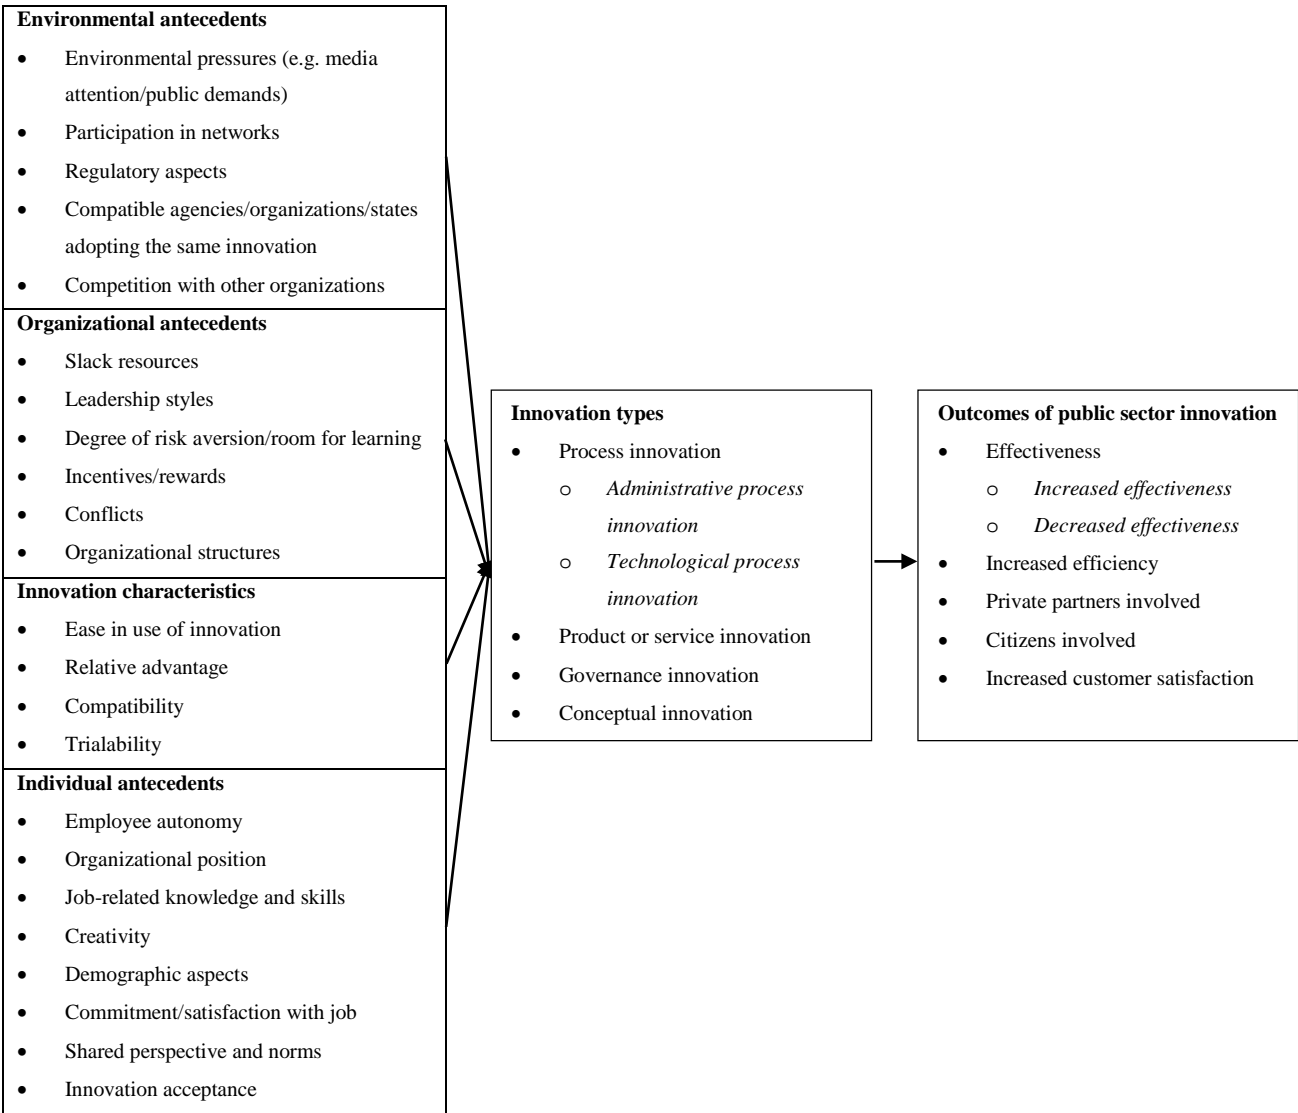 Environmental antecedents
• Environmental pressures (e.g. media
attention/public demands)
• Participation in networks
• Regulatory aspects
• Compatible agencies/organizations/states
adopting the same innovation
• Competition with other organizations
Organizational antecedents
• Slack resources
• Leadership styles
• Degree of risk aversion/room for learning
• Incentives/rewards
• Conflicts
• Organizational structures
Innovation characteristics
• Ease in use of innovation
• Relative advantage
• Compatibility
• Trialability
Individual antecedents
• Employee autonomy
• Organizational position
• Job-related knowledge and skills
• Creativity
• Demographic aspects
• Commitment/satisfaction with job
• Shared perspective and norms
• Innovation acceptance
Innovation types
• Process innovation
o Administrative process
innovation
o Technological process
innovation
• Product or service innovation
• Governance innovation
• Conceptual innovation
Outcomes of public sector innovation
• Effectiveness
o Increased effectiveness
o Decreased effectiveness
• Increased efficiency
• Private partners involved
• Citizens involved
• Increased customer satisfaction